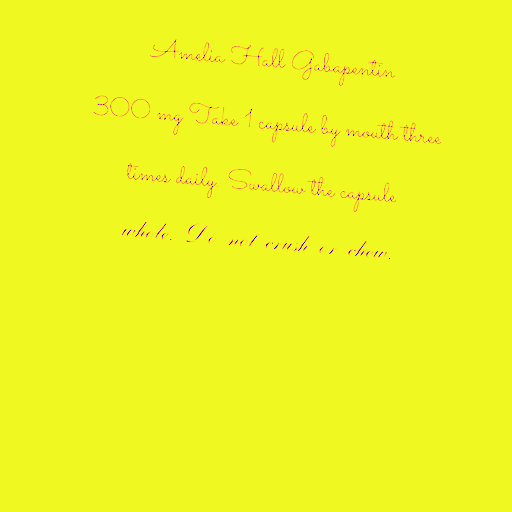 Amelia Hall Gabapentin
300 mg Take 1 capsule by mouth three
times daily Swallow the capsule
whole. Do not crush or chew.